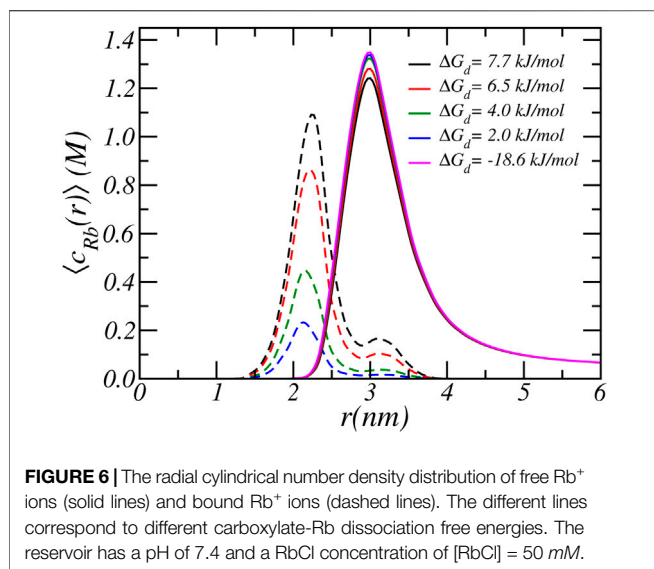 1.4
1.2
1.0
0.8
0.6
0.4
0.2
0.0
⟨c_Rb(r)⟩ (M)
ΔG_d= 7.7 kJ/mol
ΔG_d= 6.5 kJ/mol
ΔG_d= 4.0 kJ/mol
ΔG_d= 2.0 kJ/mol
ΔG_d= -18.6 kJ/mol
0 1 2 3 4 5 6
r(nm)
FIGURE 6 | The radial cylindrical number density distribution of free Rb⁺
ions (solid lines) and bound Rb⁺ ions (dashed lines). The different lines
correspond to different carboxylate-Rb dissociation free energies. The
reservoir has a pH of 7.4 and a RbCl concentration of [RbCl] = 50 mM.